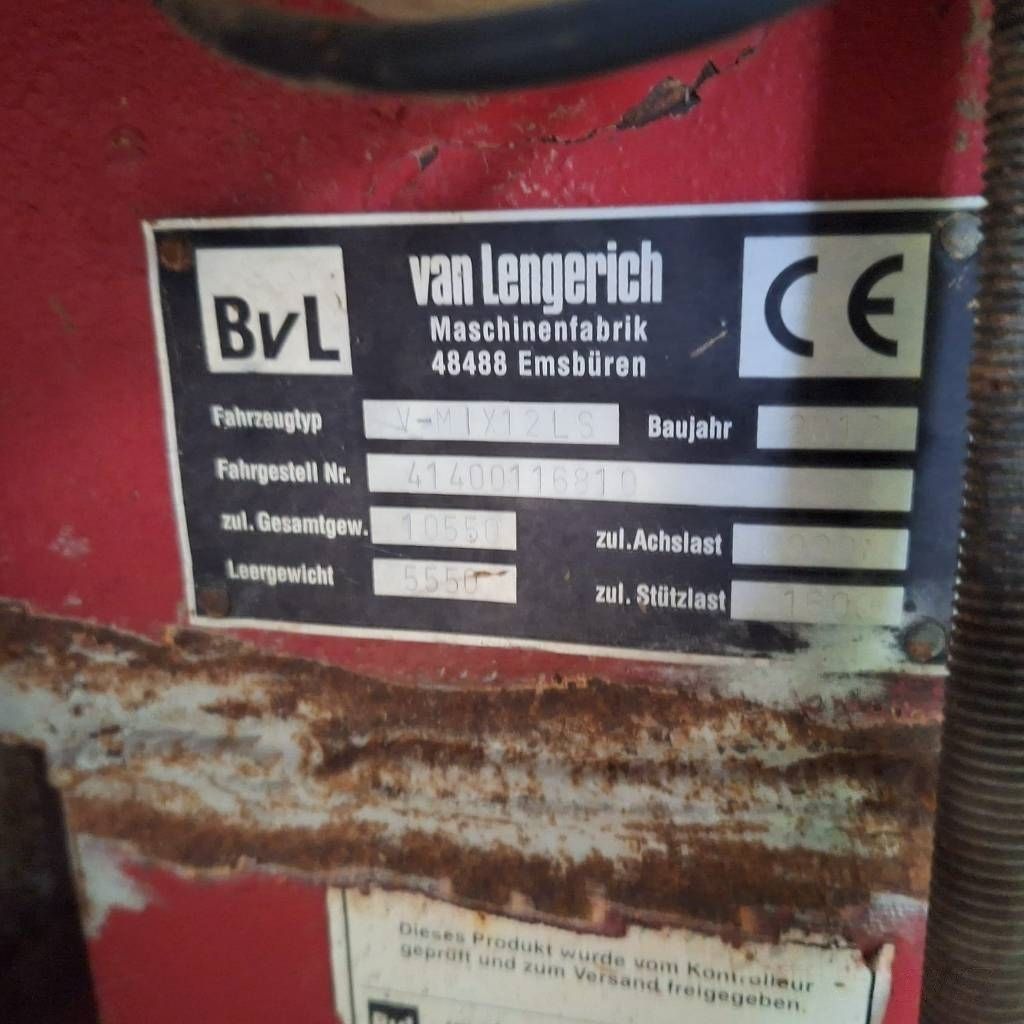 BvL
van Lengerich
Maschinenfabrik
48488 Emsbüren
CE
Fahrzeugtyp V-MIX12LS Baujahr
Fahrgestell Nr. 41400116810
zul. Gesamtgew. 10550 zul. Achslast
Leergewicht 5550 zul. Stützlast
Dieses Produkt wurde vom Kontrolleur
geprüft und zum Versand freigegeben.
BvL